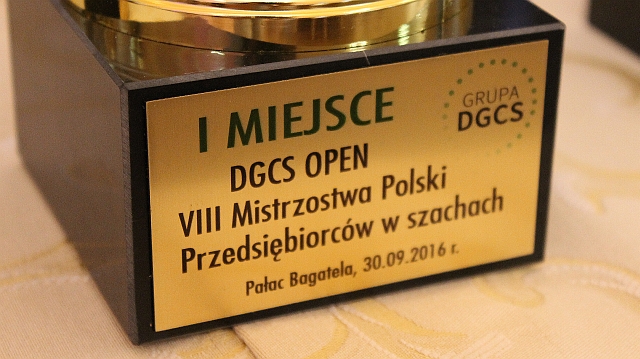 GRUPA
DGCS
I MIEJSCE
DGCS OPEN
VIII Mistrzostwa Polski
Przedsiębiorców w szachach
Pałac Bagatela, 30.09.2016 r.